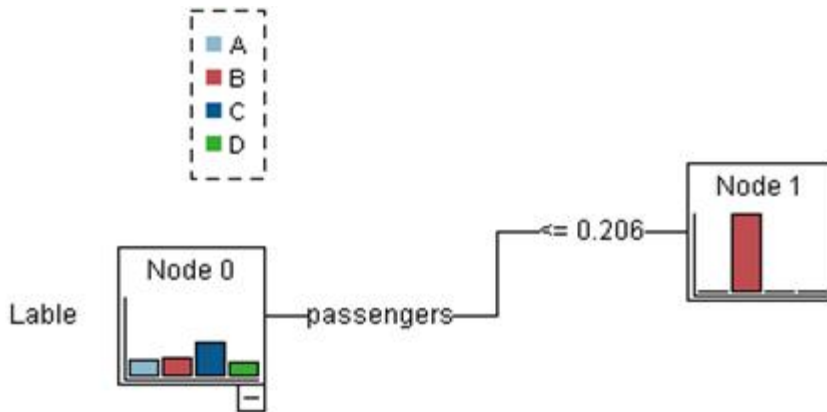 A
B
C
D
Node 1
<= 0.206
Node 0
Lable
passengers